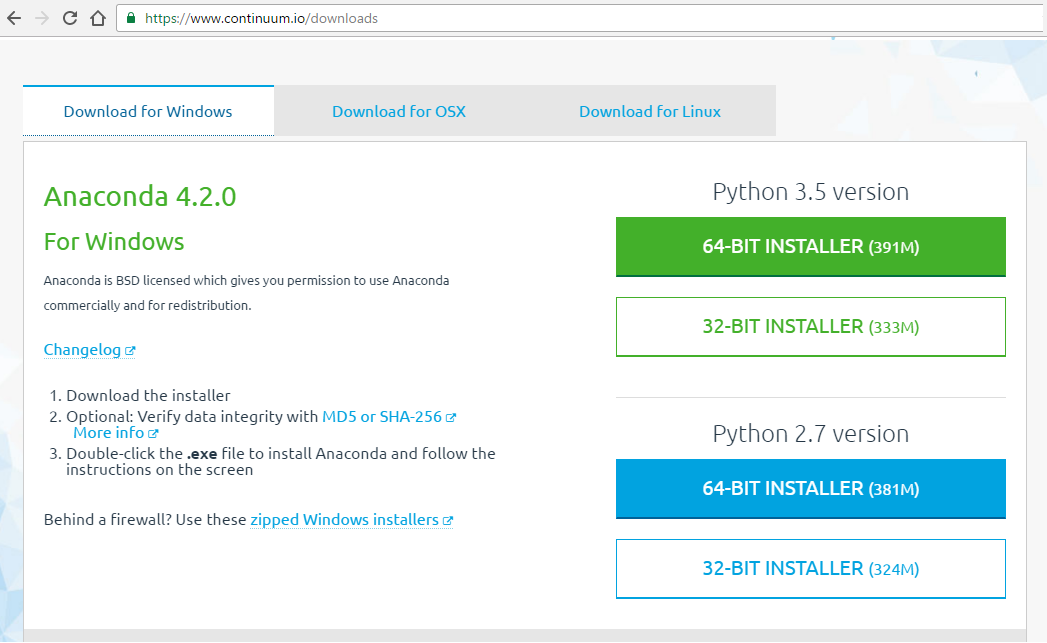 https://www.continuum.io/downloads
Download for Windows
Download for OSX
Download for Linux
Anaconda 4.2.0
For Windows
Anaconda is BSD licensed which gives you permission to use Anaconda
commercially and for redistribution.
Changelog
1. Download the installer
2. Optional: Verify data integrity with MD5 or SHA-256
More info
3. Double-click the .exe file to install Anaconda and follow the
instructions on the screen
Behind a firewall? Use these zipped Windows installers
Python 3.5 version
64-BIT INSTALLER (391M)
32-BIT INSTALLER (333M)
Python 2.7 version
64-BIT INSTALLER (381M)
32-BIT INSTALLER (324M)